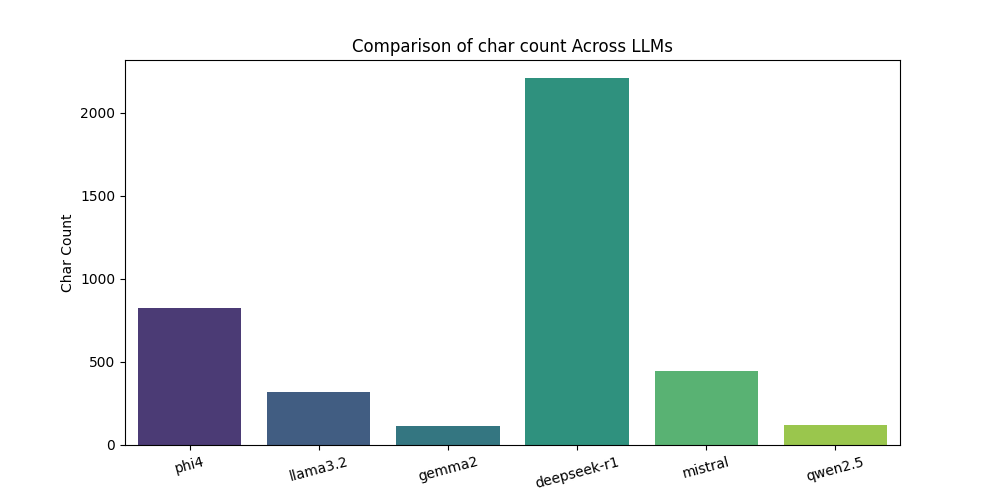 Comparison of char count Across LLMs
Char Count
2000
1500
1000
500
0
phi4
llama3.2
gemma2
deepseek-r1
mistral
qwen2.5